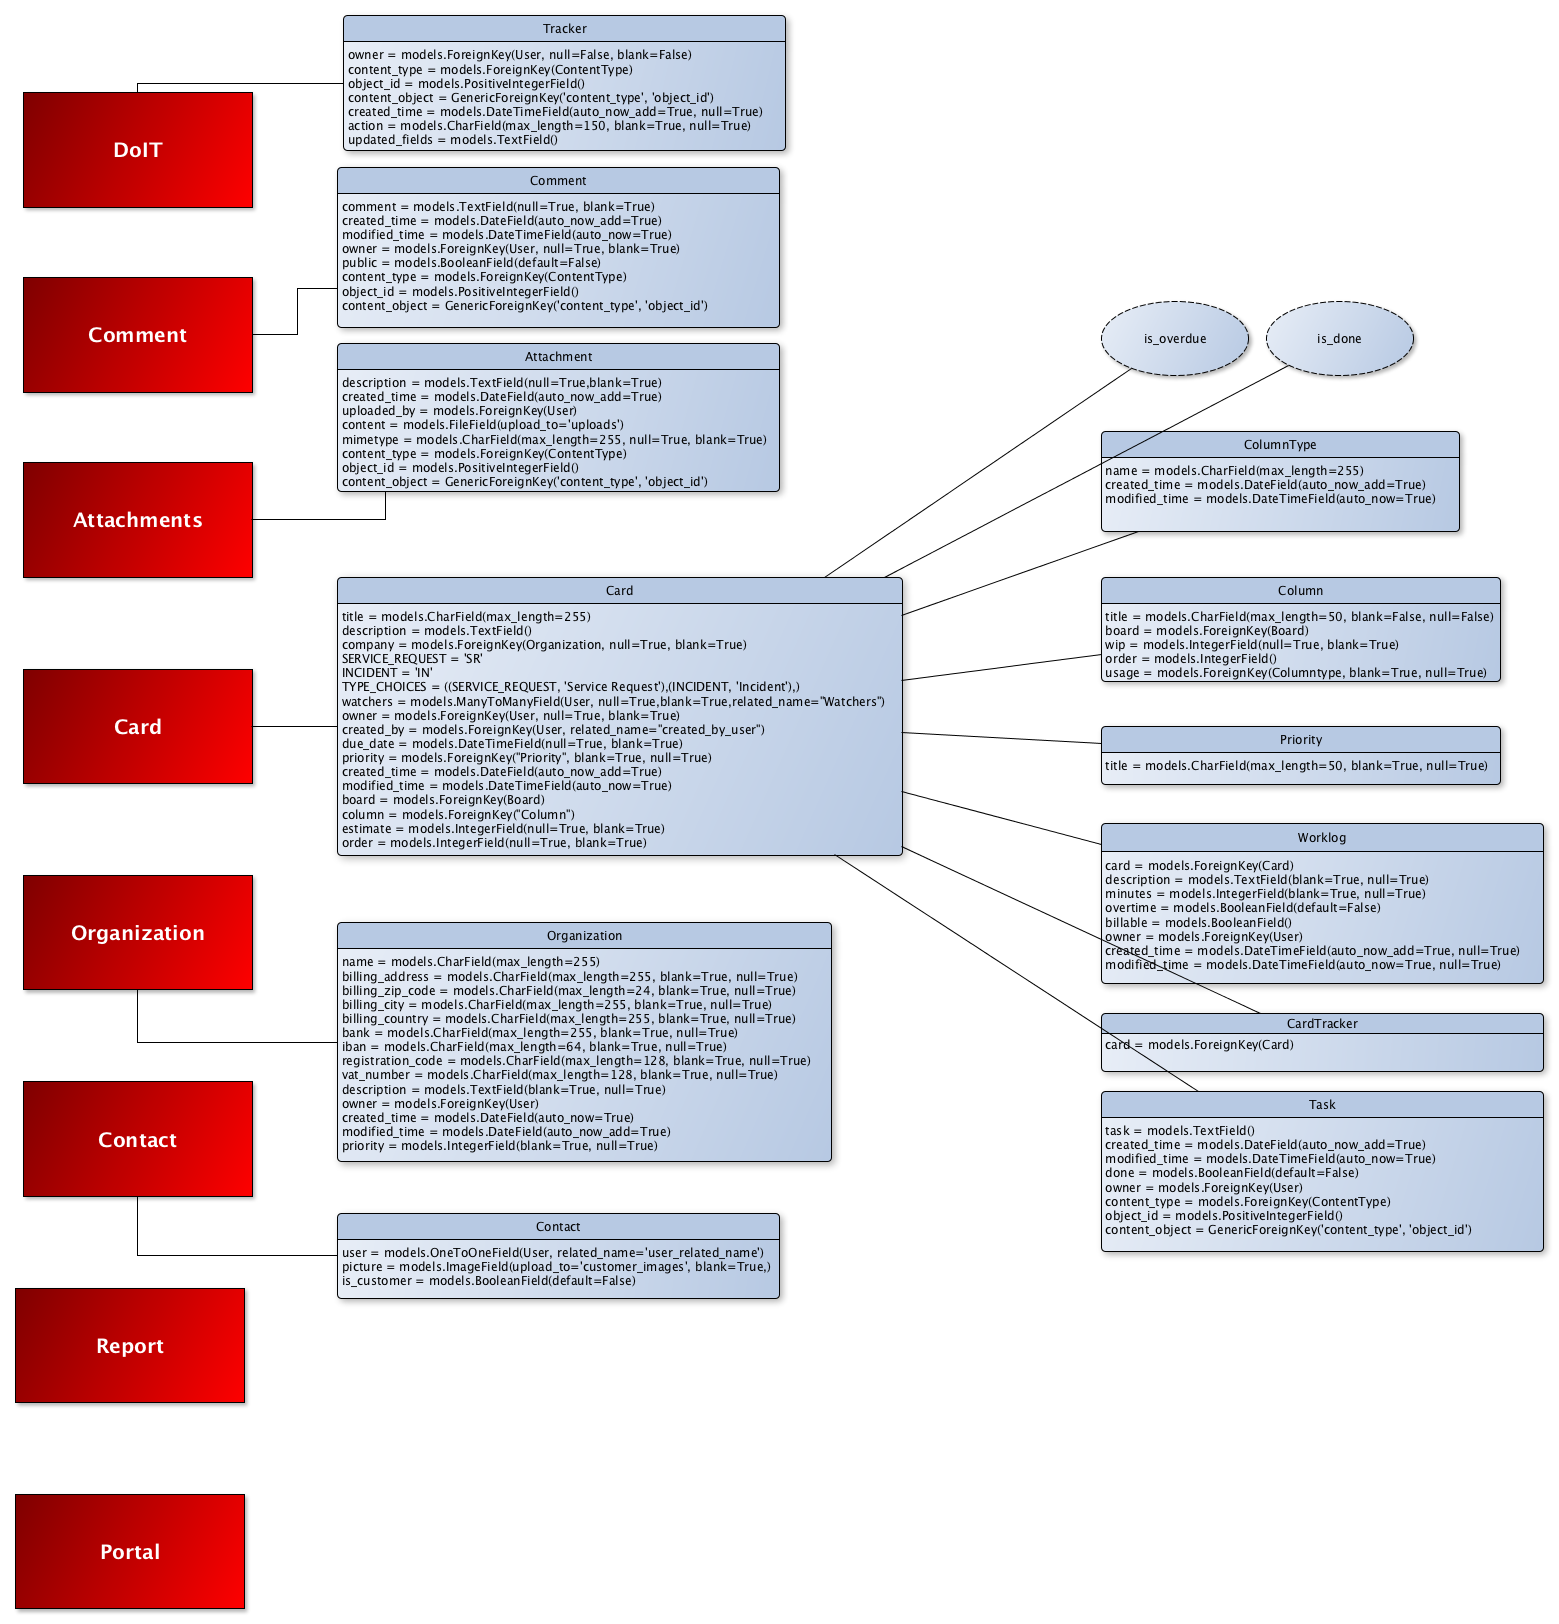 DoIT
Tracker
owner = models.ForeignKey(User, null=False, blank=False)
content_type = models.ForeignKey(ContentType)
object_id = models.PositiveIntegerField()
content_object = GenericForeignKey('content_type', 'object_id')
created_time = models.DateTimeField(auto_now_add=True, null=True)
action = models.CharField(max_length=150, blank=True, null=True)
updated_fields = models.TextField()
Comment
Comment
comment = models.TextField(null=True, blank=True)
created_time = models.DateField(auto_now_add=True)
modified_time = models.DateTimeField(auto_now=True)
owner = models.ForeignKey(User, null=True, blank=True)
public = models.BooleanField(default=False)
content_type = models.ForeignKey(ContentType)
object_id = models.PositiveIntegerField()
content_object = GenericForeignKey('content_type', 'object_id')
Attachments
Attachment
description = models.TextField(null=True,blank=True)
created_time = models.DateField(auto_now_add=True)
uploaded_by = models.ForeignKey(User)
content = models.FileField(upload_to='uploads')
mimetype = models.CharField(max_length=255, null=True, blank=True)
content_type = models.ForeignKey(ContentType)
object_id = models.PositiveIntegerField()
content_object = GenericForeignKey('content_type', 'object_id')
Card
Card
title = models.CharField(max_length=255)
description = models.TextField()
company = models.ForeignKey(Organization, null=True, blank=True)
SERVICE_REQUEST = 'SR'
INCIDENT = 'IN'
TYPE_CHOICES = ((SERVICE_REQUEST, 'Service Request'),(INCIDENT, 'Incident'),)
watchers = models.ManyToManyField(User, null=True,blank=True,related_name="Watchers")
owner = models.ForeignKey(User, null=True, blank=True)
created_by = models.ForeignKey(User, related_name="created_by_user")
due_date = models.DateTimeField(null=True, blank=True)
priority = models.ForeignKey("Priority", blank=True, null=True)
created_time = models.DateField(auto_now_add=True)
modified_time = models.DateTimeField(auto_now=True)
board = models.ForeignKey(Board)
column = models.ForeignKey("Column")
estimate = models.IntegerField(null=True, blank=True)
order = models.IntegerField(null=True, blank=True)
is_overdue
is_done
ColumnType
name = models.CharField(max_length=255)
created_time = models.DateField(auto_now_add=True)
modified_time = models.DateTimeField(auto_now=True)
Column
title = models.CharField(max_length=50, blank=False, null=False)
board = models.ForeignKey(Board)
wip = models.IntegerField(null=True, blank=True)
order = models.IntegerField()
usage = models.ForeignKey(Columntype, blank=True, null=True)
Priority
title = models.CharField(max_length=50, blank=True, null=True)
Worklog
card = models.ForeignKey(Card)
description = models.TextField(blank=True, null=True)
minutes = models.IntegerField(blank=True, null=True)
overtime = models.BooleanField(default=False)
billable = models.BooleanField()
owner = models.ForeignKey(User)
created_time = models.DateTimeField(auto_now_add=True, null=True)
modified_time = models.DateTimeField(auto_now=True, null=True)
CardTracker
card = models.ForeignKey(Card)
Task
task = models.TextField()
created_time = models.DateField(auto_now_add=True)
modified_time = models.DateTimeField(auto_now=True)
done = models.BooleanField(default=False)
owner = models.ForeignKey(User)
content_type = models.ForeignKey(ContentType)
object_id = models.PositiveIntegerField()
content_object = GenericForeignKey('content_type', 'object_id')
Organization
Organization
name = models.CharField(max_length=255)
billing_address = models.CharField(max_length=255, blank=True, null=True)
billing_zip_code = models.CharField(max_length=24, blank=True, null=True)
billing_city = models.CharField(max_length=255, blank=True, null=True)
billing_country = models.CharField(max_length=255, blank=True, null=True)
bank = models.CharField(max_length=255, blank=True, null=True)
iban = models.CharField(max_length=64, blank=True, null=True)
registration_code = models.CharField(max_length=128, blank=True, null=True)
vat_number = models.CharField(max_length=128, blank=True, null=True)
description = models.TextField(blank=True, null=True)
owner = models.ForeignKey(User)
created_time = models.DateField(auto_now=True)
modified_time = models.DateField(auto_now_add=True)
priority = models.IntegerField(blank=True, null=True)
Contact
Contact
user = models.OneToOneField(User, related_name='user_related_name')
picture = models.ImageField(upload_to='customer_images', blank=True,)
is_customer = models.BooleanField(default=False)
Report
Portal